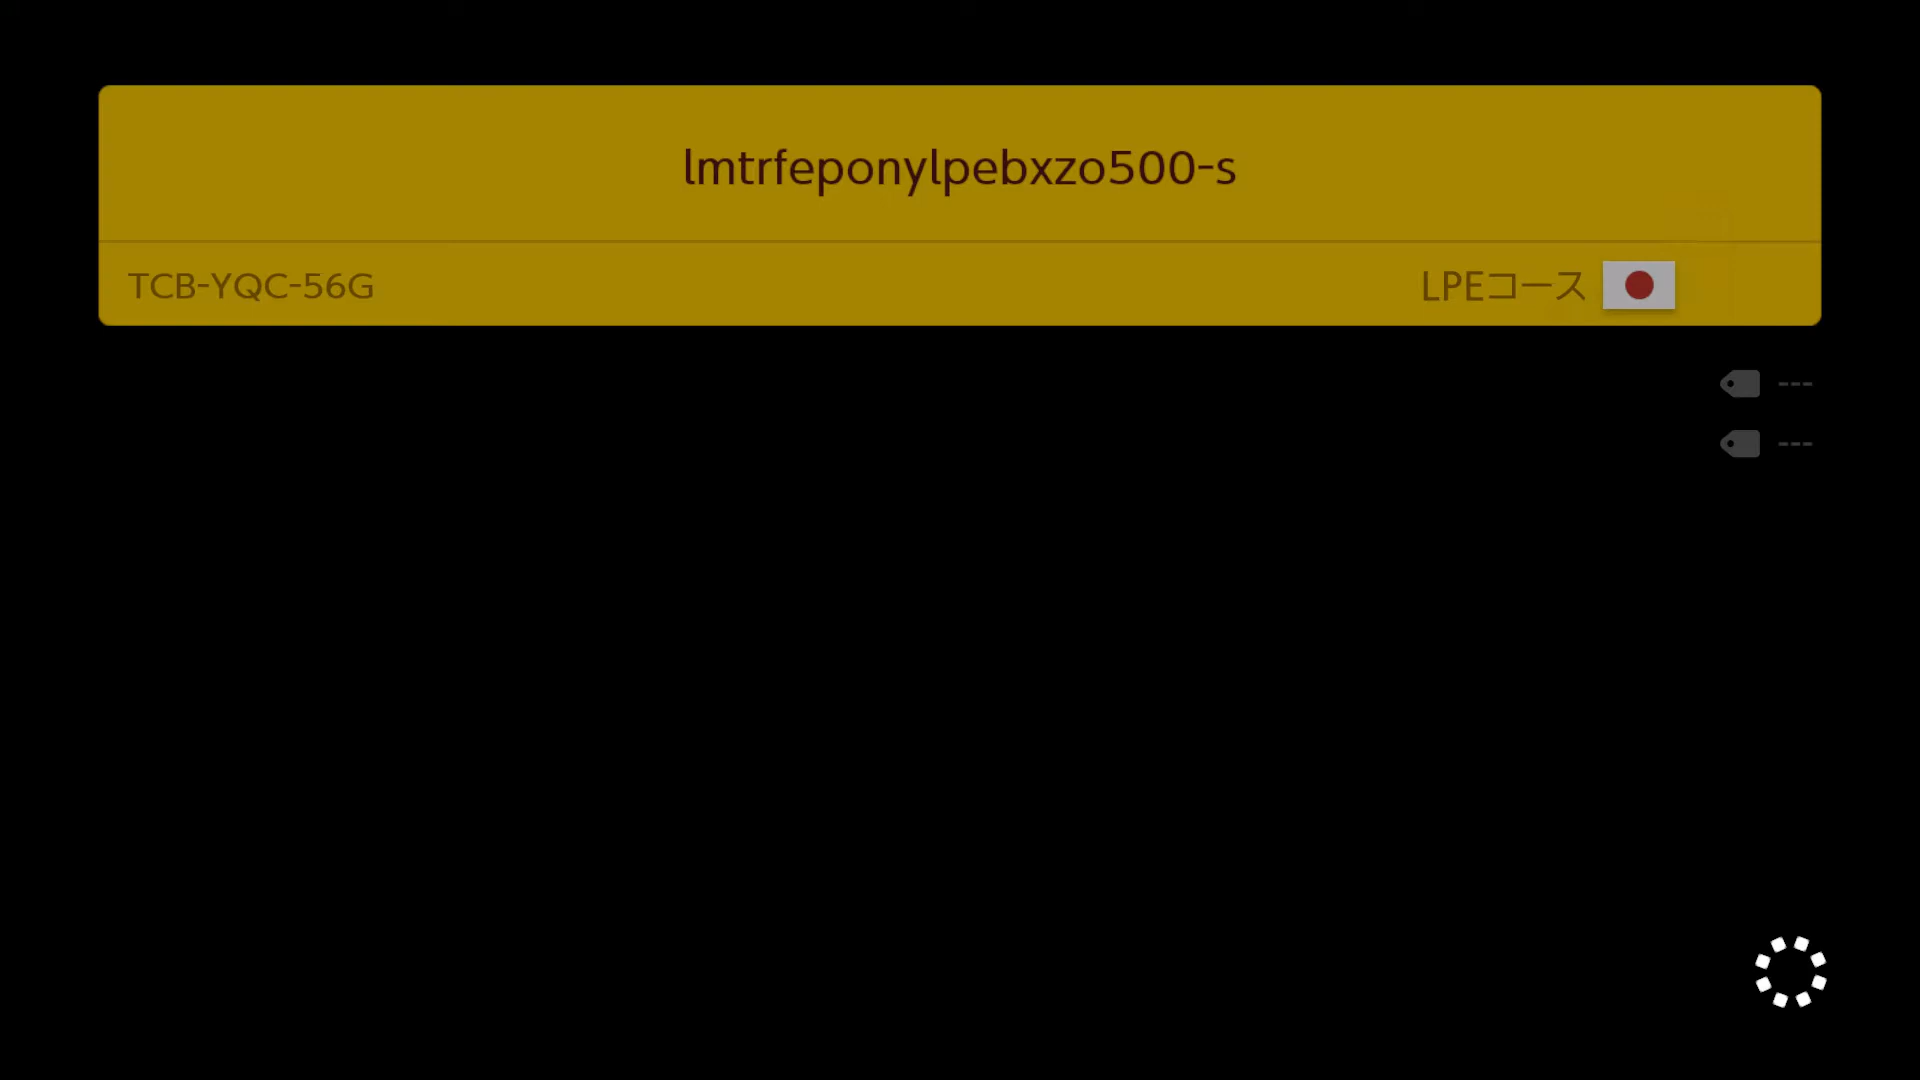 lmtrfeponylpebxzo500-s
TCB-YQC-56G
LPEコース
---
---